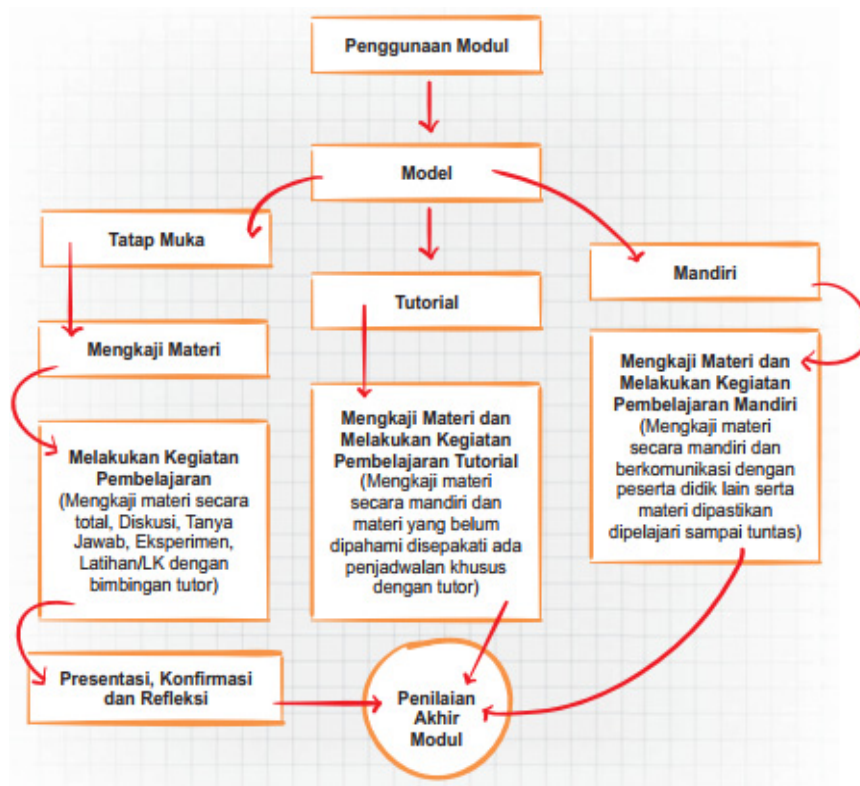 Penggunaan Modul
Model
Tatap Muka
Mengkaji Materi
Melakukan Kegiatan
Pembelajaran
(Mengkaji materi secara
total, Diskusi, Tanya
Jawab, Eksperimen,
Latihan/LK dengan
bimbingan tutor)
Presentasi, Konfirmasi
dan Refleksi
Tutorial
Mengkaji Materi dan
Melakukan Kegiatan
Pembelajaran Tutorial
(Mengkaji materi
secara mandiri dan
materi yang belum
dipahami disepakati ada
penjadwalan khusus
dengan tutor)
Mandiri
Mengkaji Materi dan
Melakukan Kegiatan
Pembelajaran Mandiri
(Mengkaji materi
secara mandiri dan
berkomunikasi dengan
peserta didik lain serta
materi dipastikan
dipelajari sampai tuntas)
Penilaian
Akhir
Modul